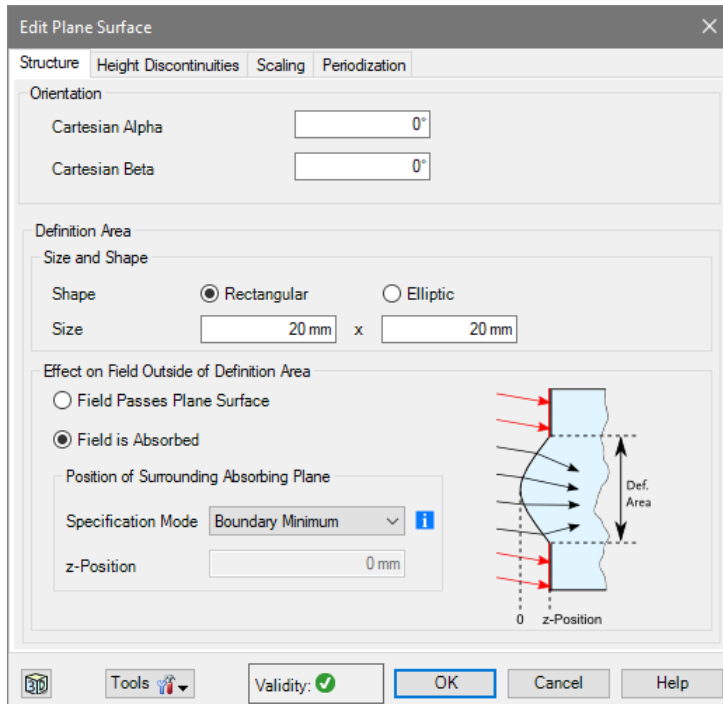 Edit Plane Surface
Structure Height Discontinuities Scaling Periodization
Orientation
Cartesian Alpha 0°
Cartesian Beta 0°
Definition Area
Size and Shape
Shape Rectangular Elliptic
Size 20 mm x 20 mm
Effect on Field Outside of Definition Area
Field Passes Plane Surface
Field is Absorbed
Position of Surrounding Absorbing Plane
Specification Mode Boundary Minimum i
z-Position 0 mm
Def.
Area
0 z-Position
3D Tools Validity: OK Cancel Help